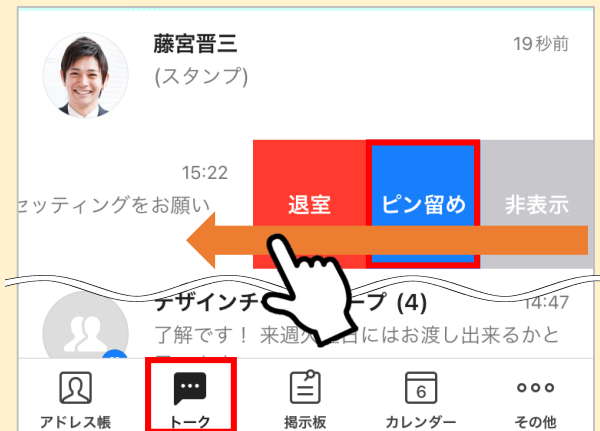 藤宮晋三
19秒前
(スタンプ)
15:22
セッティングをお願い
退室
ピン留め
非表示
デザインチ
プ (4)
14:47
了解です! 来週火
日にはお渡し出来るかと
6
アドレス帳
トーク
掲示板
カレンダー
その他